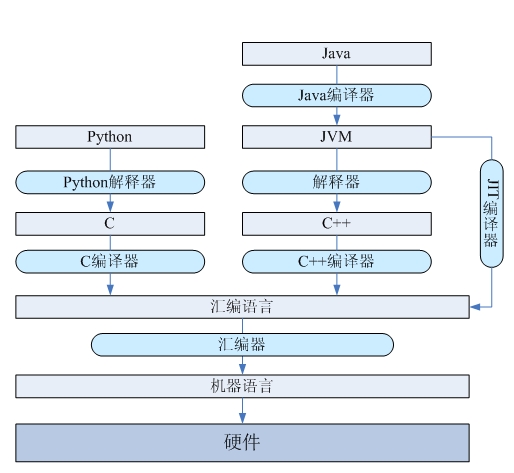 Java
Java编译器
Python
JVM
Python解释器
解释器
JIT编译器
C
C++
C编译器
C++编译器
汇编语言
汇编器
机器语言
硬件